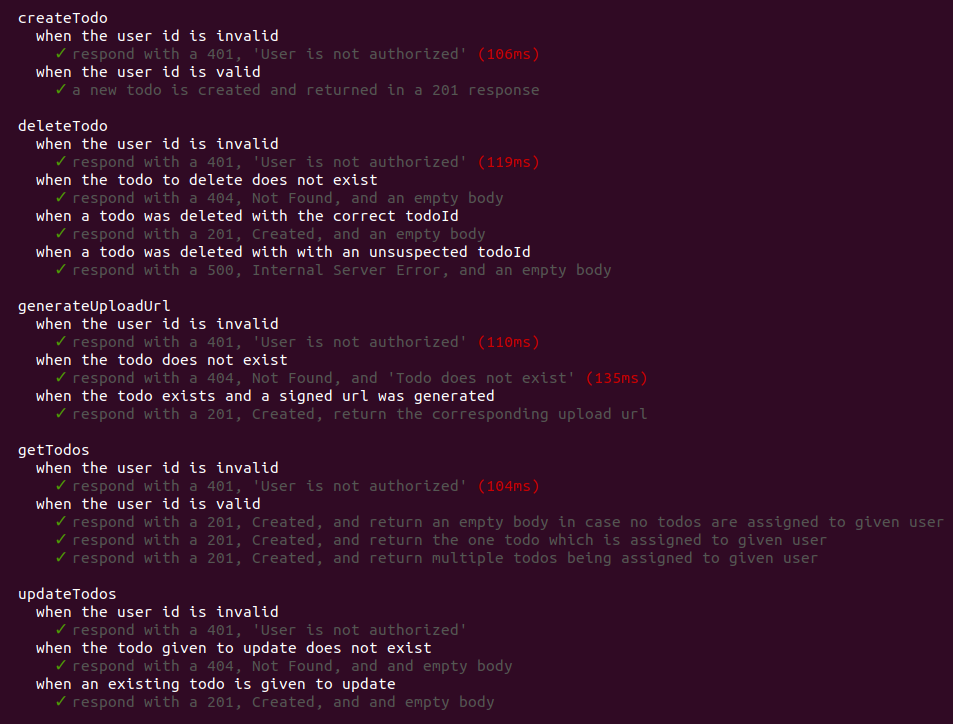 createTodo
when the user id is invalid
✓ respond with a 401, 'User is not authorized' (106ms)
when the user id is valid
✓ a new todo is created and returned in a 201 response
deleteTodo
when the user id is invalid
✓ respond with a 401, 'User is not authorized' (119ms)
when the todo to delete does not exist
✓ respond with a 404, Not Found, and an empty body
when a todo was deleted with the correct todoId
✓ respond with a 201, Created, and an empty body
when a todo was deleted with with an unsuspected todoId
✓ respond with a 500, Internal Server Error, and an empty body
generateUploadUrl
when the user id is invalid
✓ respond with a 401, 'User is not authorized' (110ms)
when the todo does not exist
✓ respond with a 404, Not Found, and 'Todo does not exist' (135ms)
when the todo exists and a signed url was generated
✓ respond with a 201, Created, return the corresponding upload url
getTodos
when the user id is invalid
✓ respond with a 401, 'User is not authorized' (104ms)
when the user id is valid
✓ respond with a 201, Created, and return an empty body in case no todos are assigned to given user
✓ respond with a 201, Created, and return the one todo which is assigned to given user
✓ respond with a 201, Created, and return multiple todos being assigned to given user
updateTodos
when the user id is invalid
✓ respond with a 401, 'User is not authorized'
when the todo given to update does not exist
✓ respond with a 404, Not Found, and and empty body
when an existing todo is given to update
✓ respond with a 201, Created, and and empty body